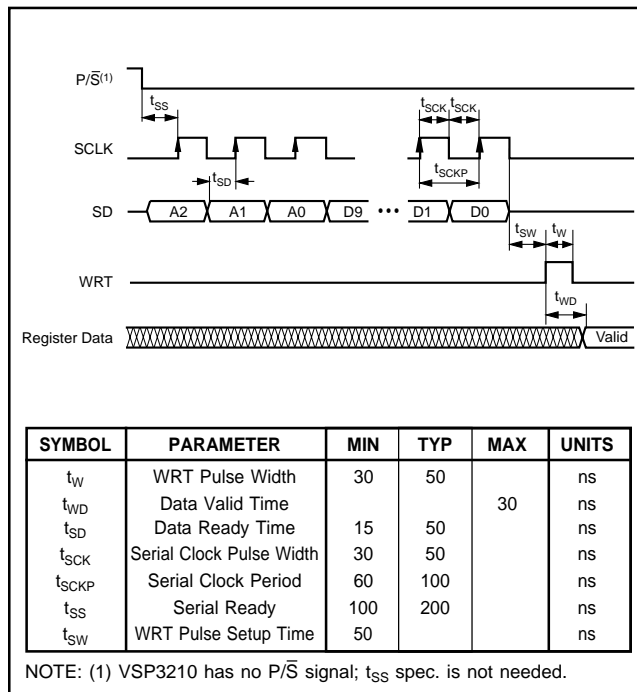 P/S̅(1)
tSS
tSCK tSCK
SCLK
tSD
tSCKP
SD A2 A1 A0 D9 ••• D1 D0
tSW tW
WRT
tWD
Register Data Valid
SYMBOL PARAMETER MIN TYP MAX UNITS
tW WRT Pulse Width 30 50 ns
tWD Data Valid Time 30 ns
tSD Data Ready Time 15 50 ns
tSCK Serial Clock Pulse Width 30 50 ns
tSCKP Serial Clock Period 60 100 ns
tSS Serial Ready 100 200 ns
tSW WRT Pulse Setup Time 50 ns
NOTE: (1) VSP3210 has no P/S̅ signal; tSS spec. is not needed.